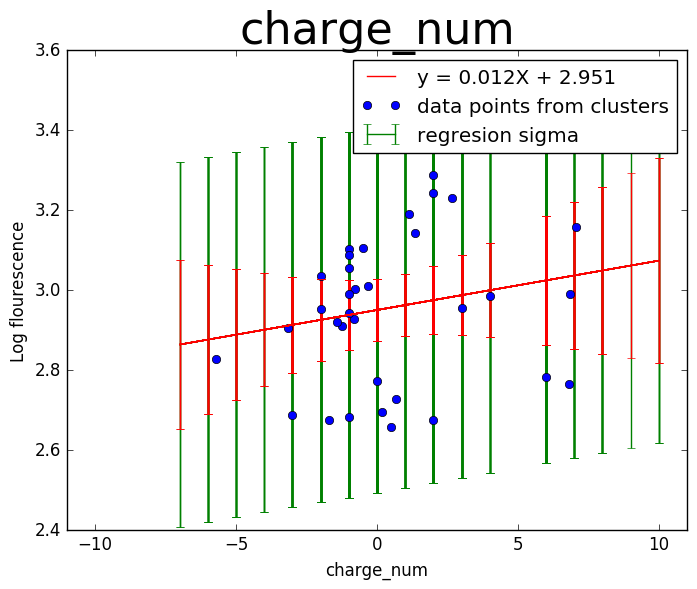 charge_num
y = 0.012X + 2.951
data points from clusters
regresion sigma
3.6
3.4
3.2
3.0
2.8
2.6
2.4
Log flourescence
−10
−5
0
5
10
charge_num